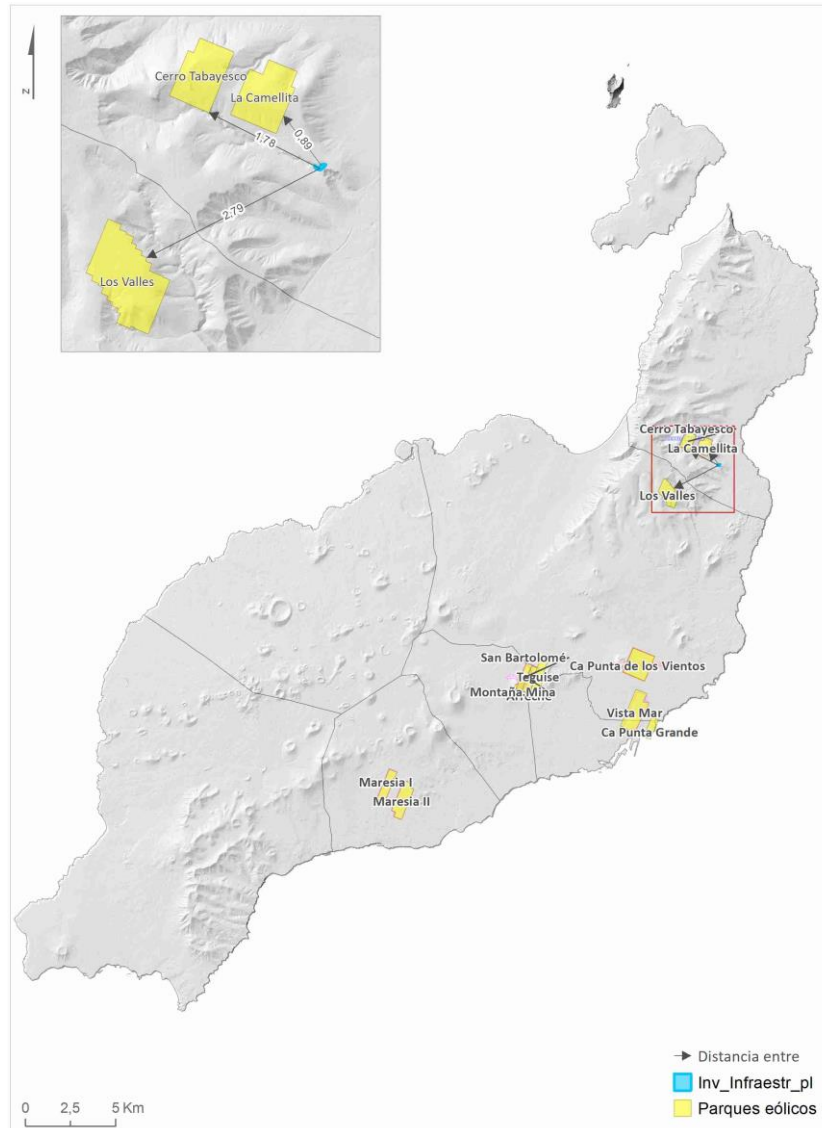 N
Cerro Tabayesco
La Camellita
0,89
1,78
2,79
Los Valles
Cerro Tabayesco
La Camellita
Los Valles
San Bartolomé
Ca Punta de los Vientos
Teguise
Montaña Mina
Arreche
Vista Mar
Ca Punta Grande
Maresia I
Maresia II
Distancia entre
Inv_Infraestr_pl
Parques eólicos
0 2,5 5 Km